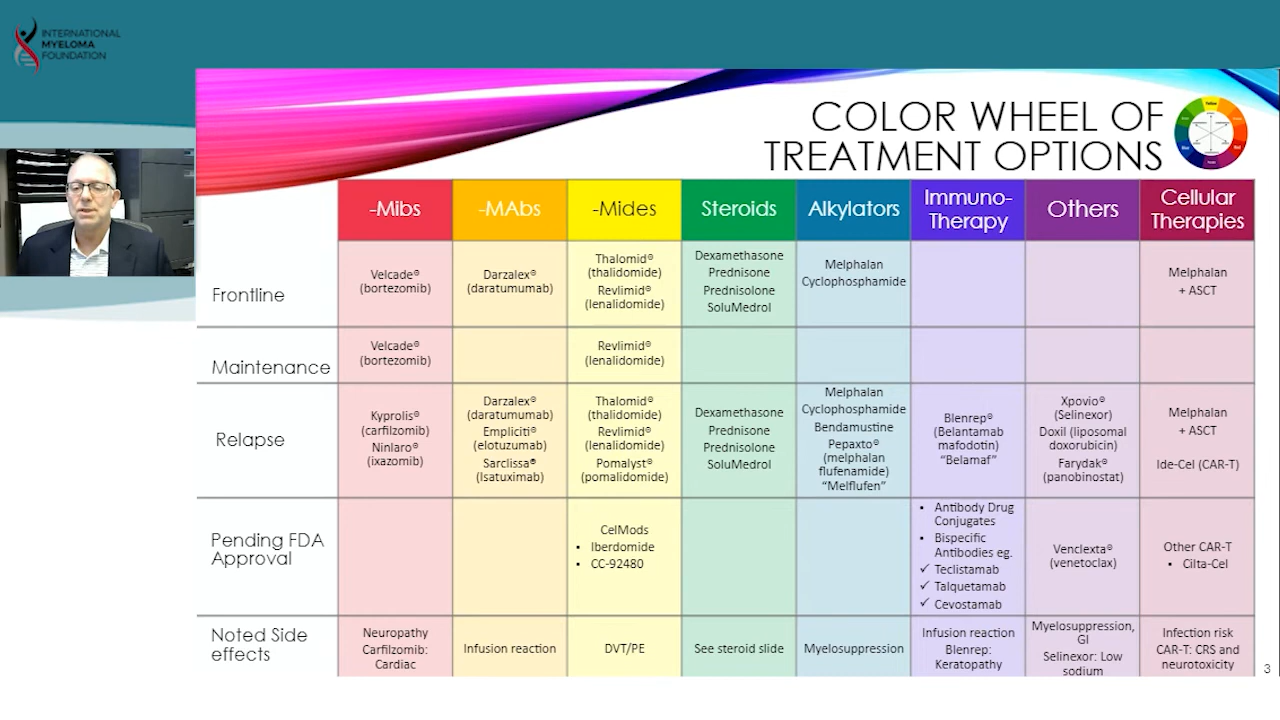 INTERNATIONAL
MYELOMA
FOUNDATION
COLOR WHEEL OF
TREATMENT OPTIONS
-Mibs
-MAbs
-Mides
Steroids
Alkylators
Immuno-
Therapy
Others
Cellular
Therapies
Frontline
Velcade®
(bortezomib)
Darzalex®
(daratumumab)
Thalomid®
(thalidomide)
Revlimid®
(lenalidomide)
Dexamethasone
Prednisone
Prednisolone
SoluMedrol
Melphalan
Cyclophosphamide
Melphalan
+ ASCT
Maintenance
Velcade®
(bortezomib)
Revlimid®
(lenalidomide)
Relapse
Kyprolis®
(carfilzomib)
Ninlaro®
(ixazomib)
Darzalex®
(daratumumab)
Empliciti®
(elotuzumab)
Sarclissa®
(Isatuximab)
Thalomid®
(thalidomide)
Revlimid®
(lenalidomide)
Pomalyst®
(pomalidomide)
Dexamethasone
Prednisone
Prednisolone
SoluMedrol
Melphalan
Cyclophosphamide
Bendamustine
Pepaxto®
(melphalan
flufenamide)
“Melflufen”
Blenrep®
(Belantamab
mafodotin)
“Belamaf”
Xpovio®
(Selinexor)
Doxil (liposomal
doxorubicin)
Farydak®
(panobinostat)
Melphalan
+ ASCT
Ide-Cel (CAR-T)
Pending FDA
Approval
CelMods
• Iberdomide
• CC-92480
• Antibody Drug
Conjugates
• Bispecific
Antibodies eg.
✓ Teclistamab
✓ Talquetamab
✓ Cevostamab
Venclexta®
(venetoclax)
Other CAR-T
• Cilta-Cel
Noted Side
effects
Neuropathy
Carfilzomib:
Cardiac
Infusion reaction
DVT/PE
See steroid slide
Myelosuppression
Infusion reaction
Blenrep:
Keratopathy
Myelosuppression,
GI
Selinexor: Low
sodium
Infection risk
CAR-T: CRS and
neurotoxicity
3